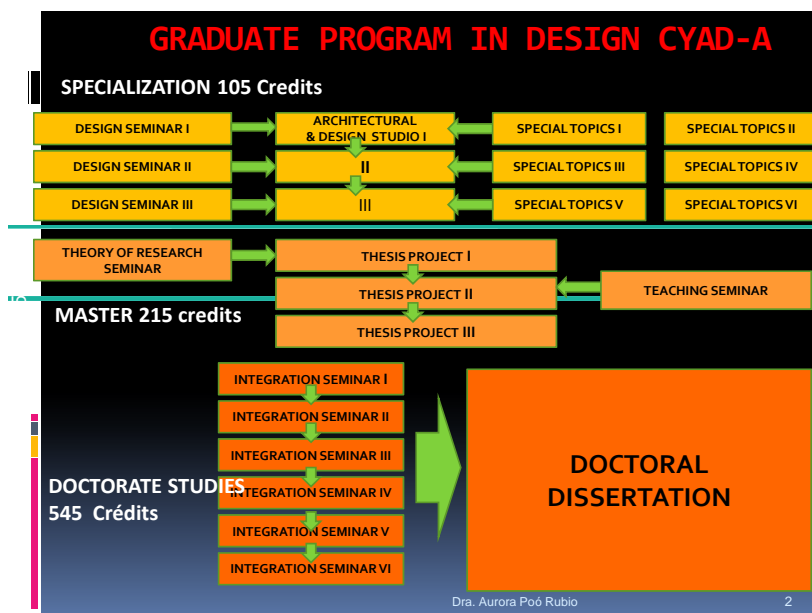 GRADUATE PROGRAM IN DESIGN CYAD-A
SPECIALIZATION 105 Credits
DESIGN SEMINAR I
ARCHITECTURAL
& DESIGN STUDIO I
SPECIAL TOPICS I
SPECIAL TOPICS II
DESIGN SEMINAR II
II
SPECIAL TOPICS III
SPECIAL TOPICS IV
DESIGN SEMINAR III
III
SPECIAL TOPICS V
SPECIAL TOPICS VI
THEORY OF RESEARCH
SEMINAR
THESIS PROJECT I
THESIS PROJECT II
TEACHING SEMINAR
MASTER 215 credits
THESIS PROJECT III
INTEGRATION SEMINAR I
INTEGRATION SEMINAR II
INTEGRATION SEMINAR III
INTEGRATION SEMINAR IV
INTEGRATION SEMINAR V
INTEGRATION SEMINAR VI
DOCTORATE STUDIES
545 Crédits
DOCTORAL
DISSERTATION
Dra. Aurora Poó Rubio
2